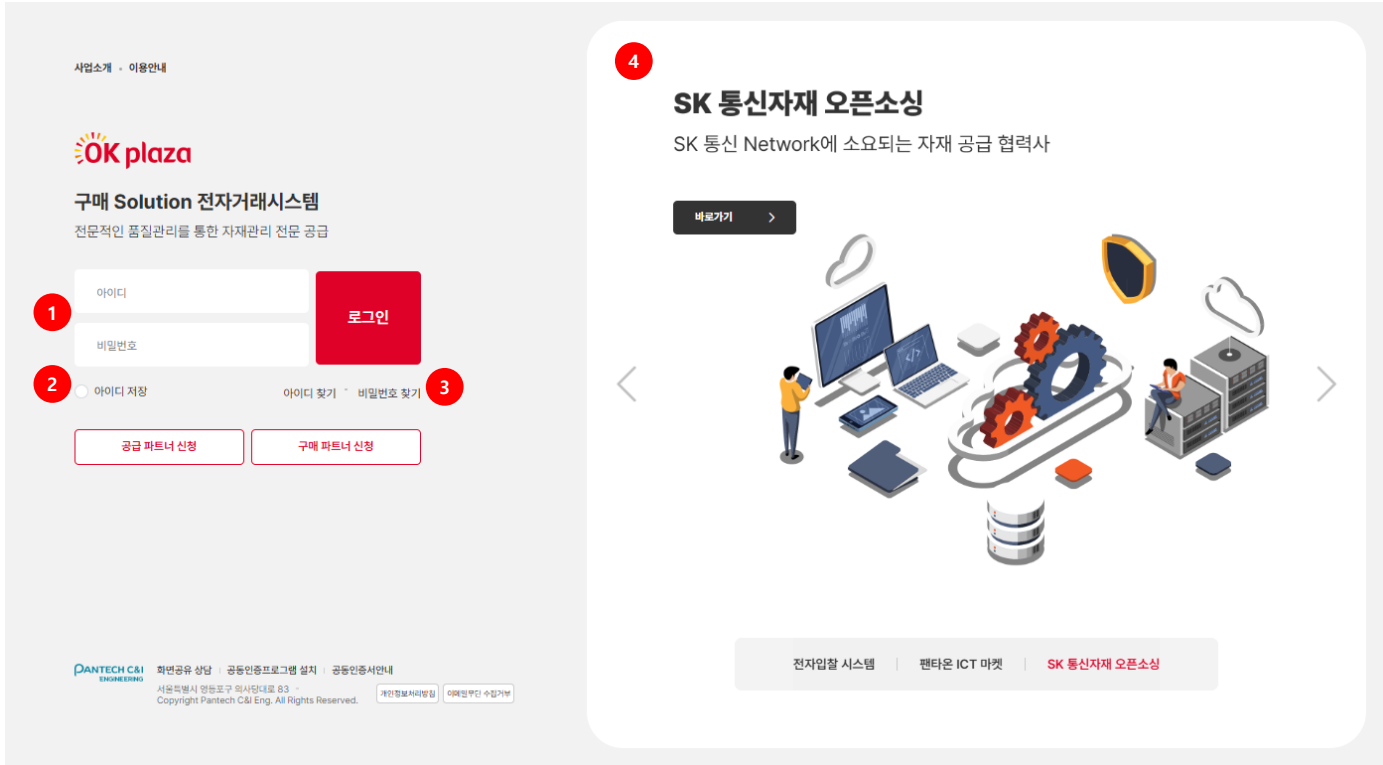 사업소개 • 이용안내
OK plaza
구매 Solution 전자거래시스템
전문적인 품질관리를 통한 자재관리 전문 공급
1
아이디
비밀번호
로그인
2
아이디 저장
아이디 찾기 - 비밀번호 찾기
3
공급 파트너 신청
구매 파트너 신청
PANTECH C&I
ENGINEERING
화면공유 상담 | 공동인증프로그램 설치 | 공동인증서안내
서울특별시 영등포구 의사당대로 83 -
Copyright Pantech C&I Eng. All Rights Reserved.
개인정보처리방침
이메일무단 수집거부
4
SK 통신자재 오픈소싱
SK 통신 Network에 소요되는 자재 공급 협력사
바로가기 >
전자입찰 시스템 | 팬타온 ICT 마켓 | SK 통신자재 오픈소싱